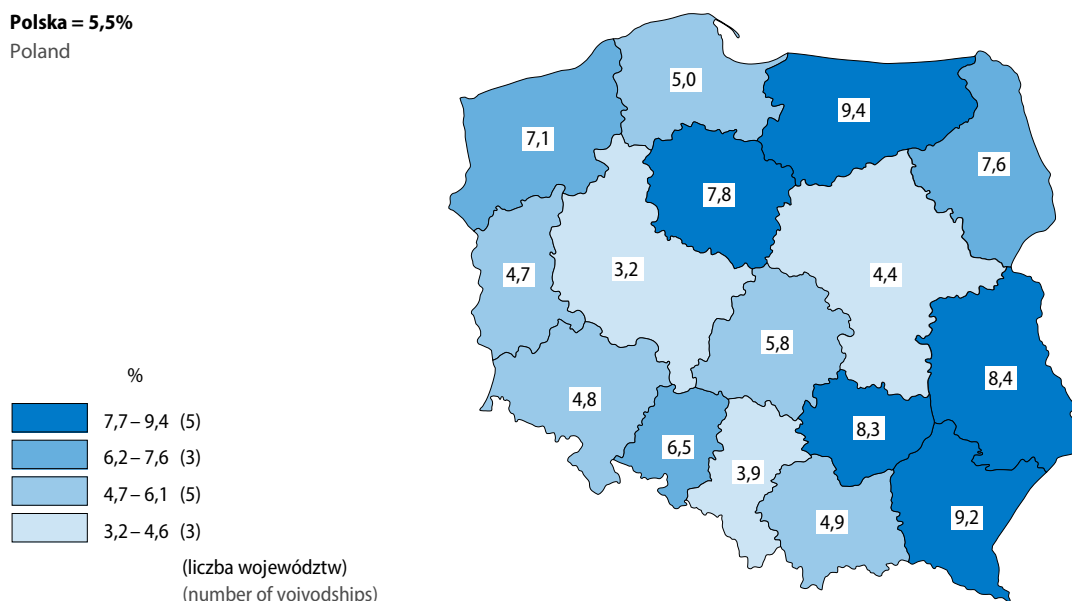 Polska = 5,5%
Poland
5,0
9,4
7,1
7,6
7,8
3,2
4,7
4,4
5,8
8,4
4,8
8,3
6,5
3,9
4,9
9,2
%
7,7 – 9,4 (5)
6,2 – 7,6 (3)
4,7 – 6,1 (5)
3,2 – 4,6 (3)
(liczba województw)
(number of voivodships)